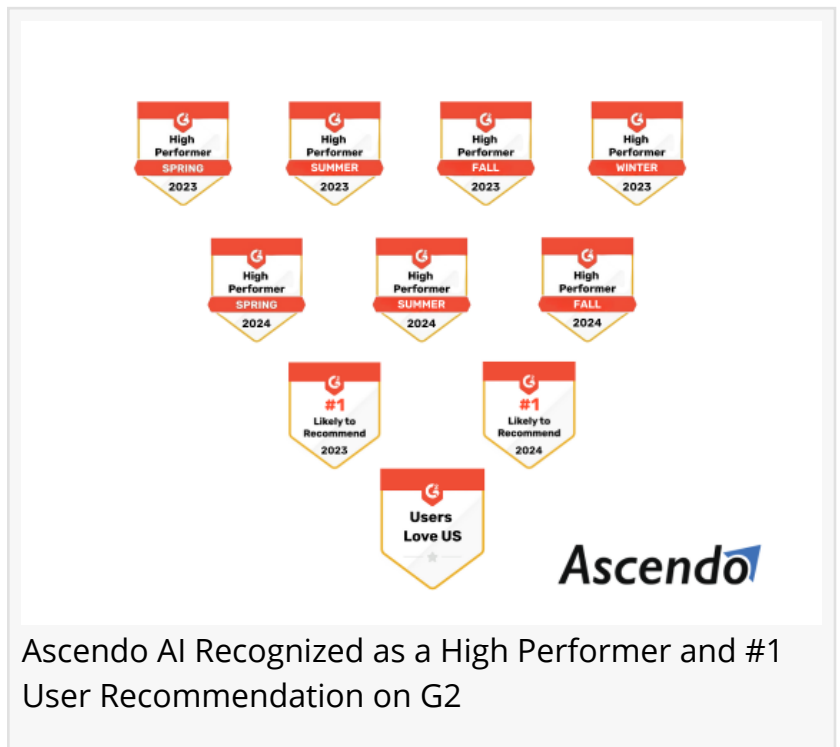 High
Performer
SPRING
2023
High
Performer
SUMMER
2023
High
Performer
FALL
2023
High
Performer
WINTER
2023
High
Performer
SPRING
2024
High
Performer
SUMMER
2024
High
Performer
FALL
2024
#1
Likely to
Recommend
2023
#1
Likely to
Recommend
2024
Users
Love US
Ascendo
Ascendo AI Recognized as a High Performer and #1
User Recommendation on G2